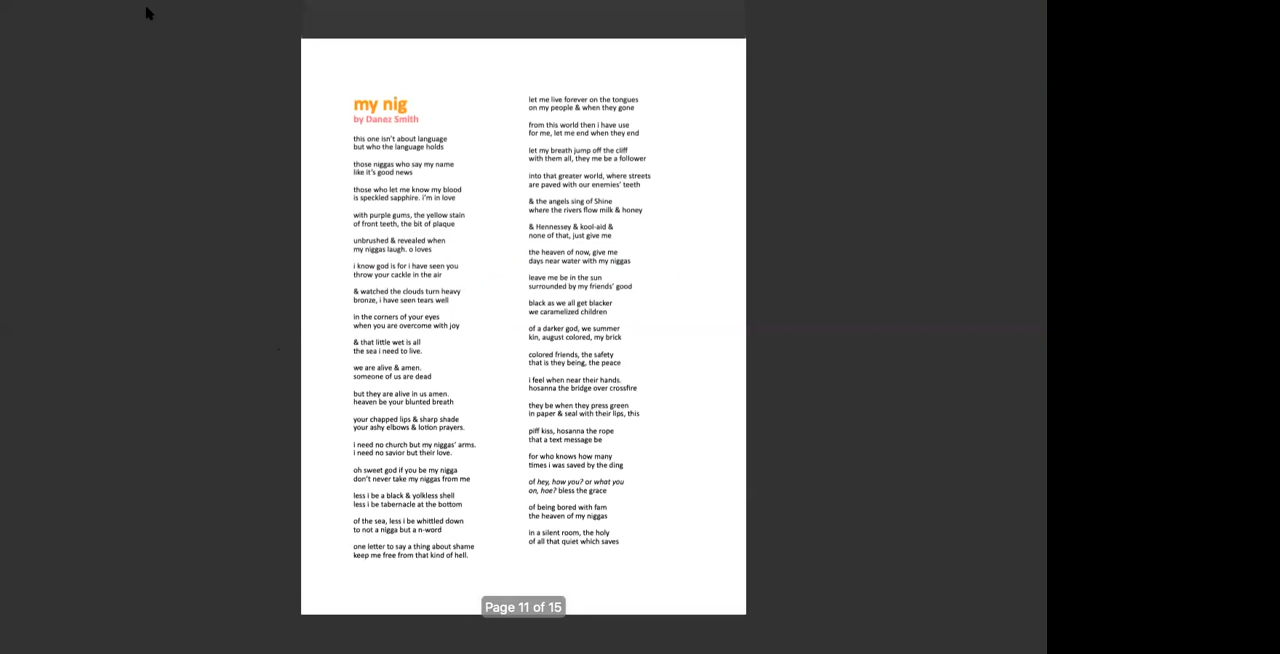 my nig
by Danez Smith
this one isn't about language
but who the language holds
those niggas who say my name
like it's good news
those who let me know my blood
is speckled sapphire. i'm in love
with purple gums, the yellow stain
of front teeth, the bit of plaque
unbrushed & revealed when
my niggas laugh. o loves
i know god is for i have seen you
throw your cackle in the air
& watched the clouds turn heavy
bronze, i have seen tears well
in the corners of your eyes
when you are overcome with joy
& that little wet is all
the sea i need to live.
we are alive & amen.
someone of us are dead
but they are alive in us amen.
heaven be your blunted breath
your chapped lips & sharp shade
your ashy elbows & lotion prayers.
i need no church but my niggas' arms.
i need no savior but their love.
oh sweet god if you be my nigga
don't never take my niggas from me
less i be a black & yolkless shell
less i be tabernacle at the bottom
of the sea, less i be whittled down
to not a nigga but a n-word
one letter to say a thing about shame
keep me free from that kind of hell.
let me live forever on the tongues
on my people & when they gone
from this world then i have use
for me, let me end when they end
let my breath jump off the cliff
with them all, they me be a follower
into that greater world, where streets
are paved with our enemies' teeth
& the angels sing of Shine
where the rivers flow milk & honey
& Hennessey & kool-aid &
none of that, just give me
the heaven of now, give me
days near water with my niggas
leave me be in the sun
surrounded by my friends' good
black as we all get blacker
we caramelized children
of a darker god, we summer
kin, august colored, my brick
colored friends, the safety
that is they being, the peace
i feel when near their hands.
hosanna the bridge over crossfire
they be when they press green
in paper & seal with their lips, this
piff kiss, hosanna the rope
that a text message be
for who knows how many
times i was saved by the ding
of hey, how you? or what you
on, hoe? bless the grace
of being bored with fam
the heaven of my niggas
in a silent room, the holy
of all that quiet which saves
Page 11 of 15